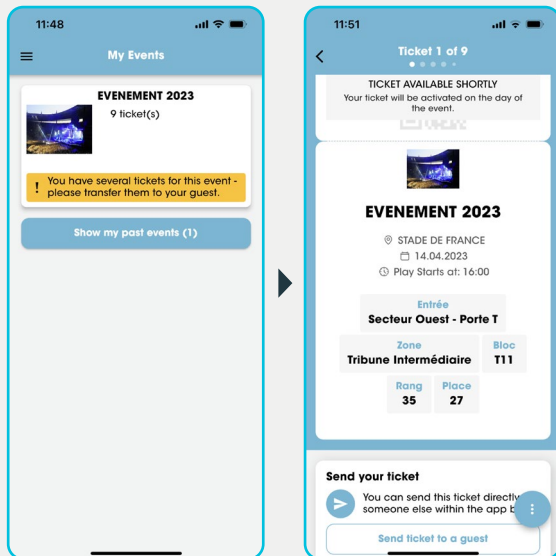 11:48
My Events
EVENEMENT 2023
9 ticket(s)
! You have several tickets for this event -
please transfer them to your guest.
Show my past events (1)
11:51
Ticket 1 of 9
TICKET AVAILABLE SHORTLY
Your ticket will be activated on the day of
the event.
EVENEMENT 2023
STADE DE FRANCE
14.04.2023
Play Starts at: 16:00
Entrée
Secteur Ouest - Porte T
Zone
Tribune Intermédiaire
Bloc
T11
Rang
35
Place
27
Send your ticket
You can send this ticket directly
someone else within the app
Send ticket to a guest